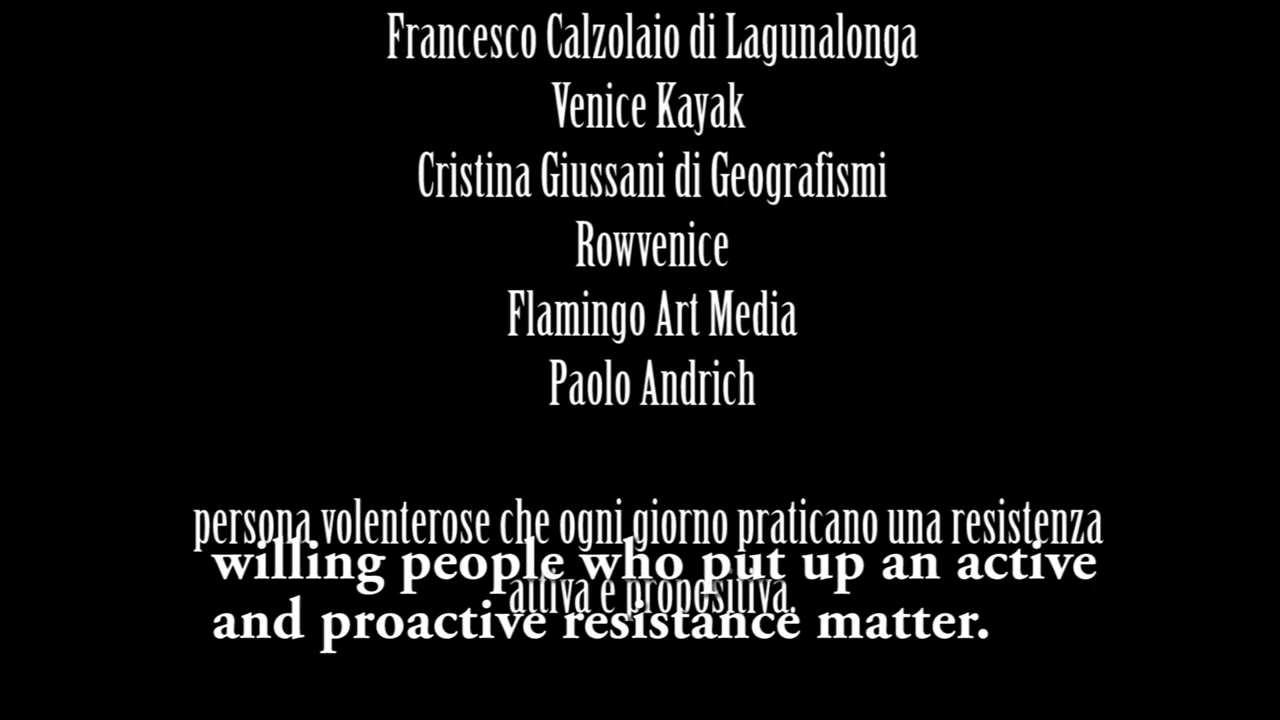 Francesco Calzolaio di Lagunalonga
Venice Kayak
Cristina Giussani di Geografismi
Rowvenice
Flamingo Art Media
Paolo Andrich
persona volenterose che ogni giorno praticano una resistenza
willing people who put up an active
attiva e propositiva.
and proactive resistance matter.